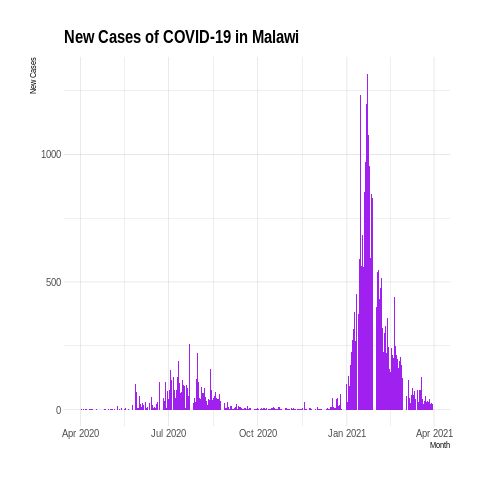 New Cases of COVID-19 in Malawi
New Cases
1000
500
0
Apr 2020 Jul 2020 Oct 2020 Jan 2021 Apr 2021
Month